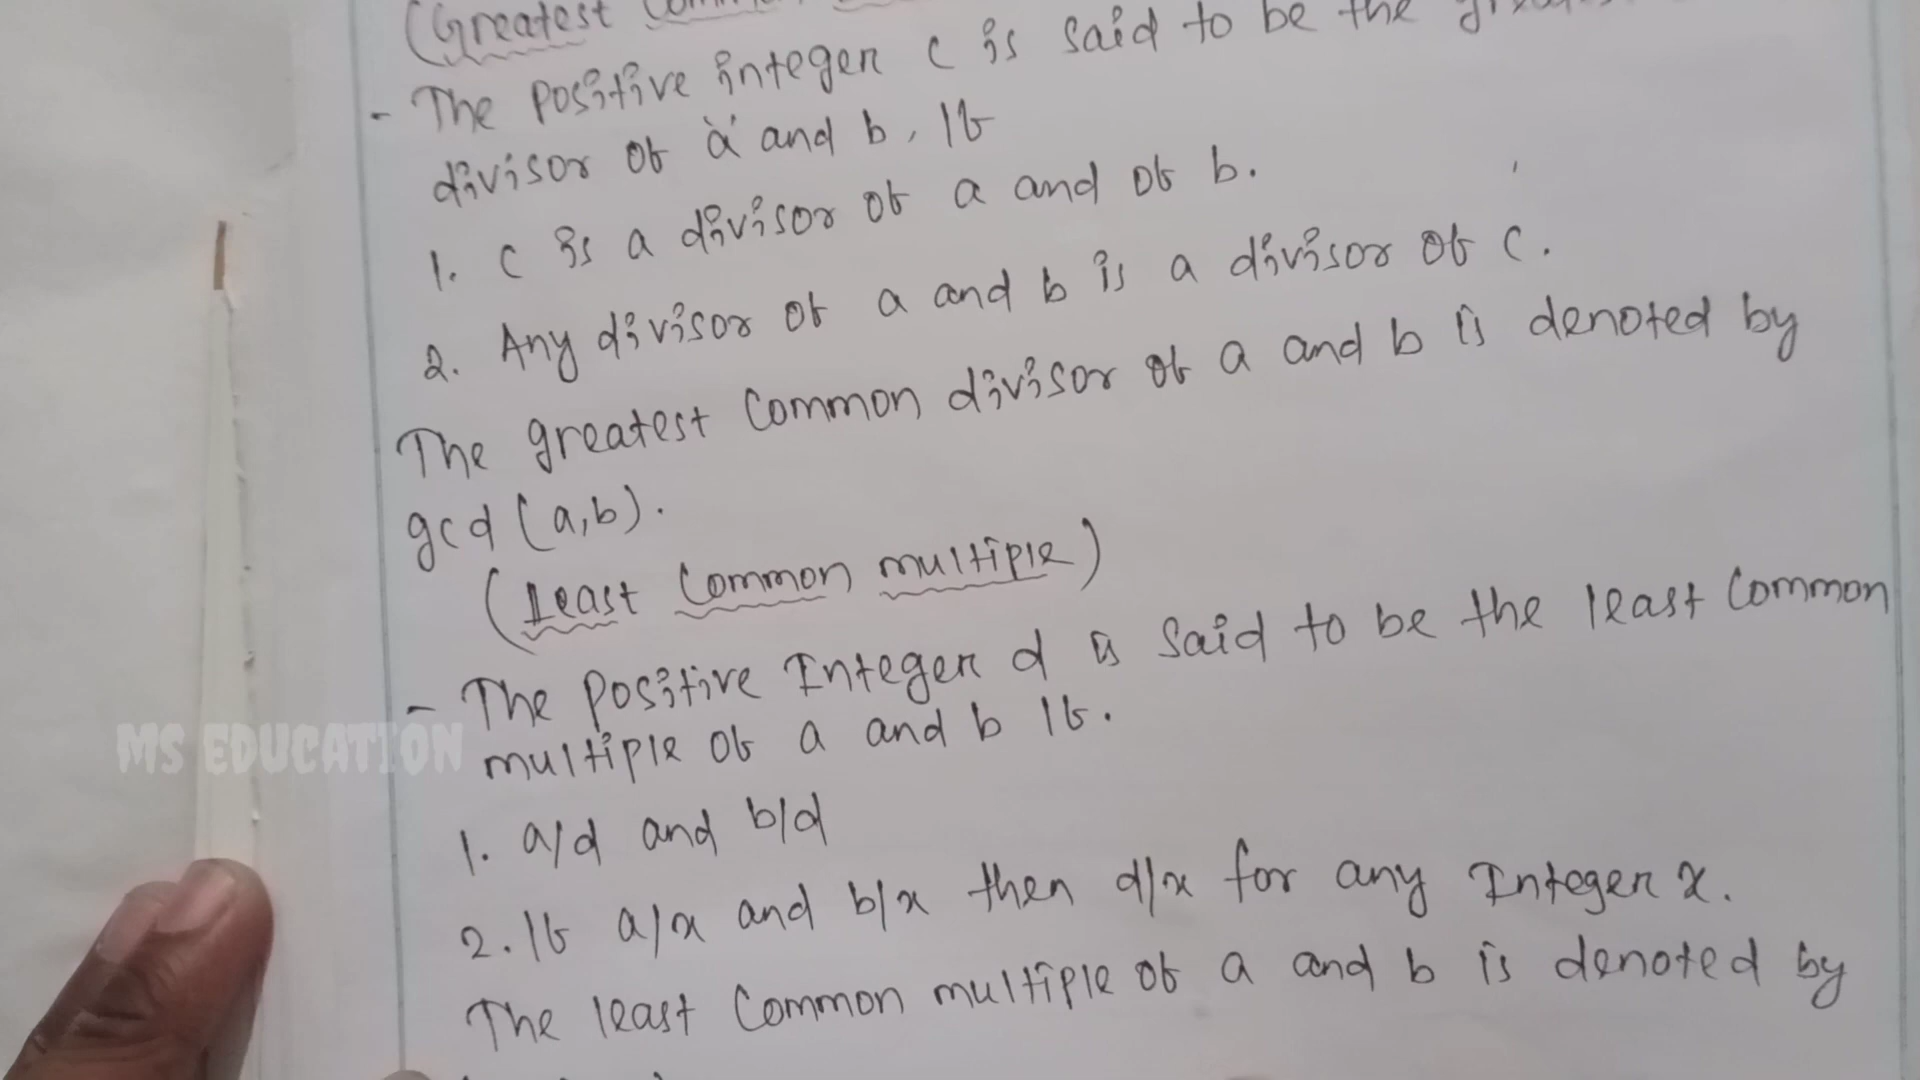 (Greatest Common
- The positive integer c is said to be the
divisor of 'a' and b, If
1. c is a divisor of a and of b.
2. Any divisor of a and b is a divisor of c.
The greatest common divisor of a and b is denoted by
gcd (a,b).
(Least Common multiple)
- The positive Integer d is said to be the least common
multiple of a and b If.
1. a/d and b/d
2. If a/x and b/x then d/x for any Integer x.
The least common multiple of a and b is denoted by
MS EDUCATION